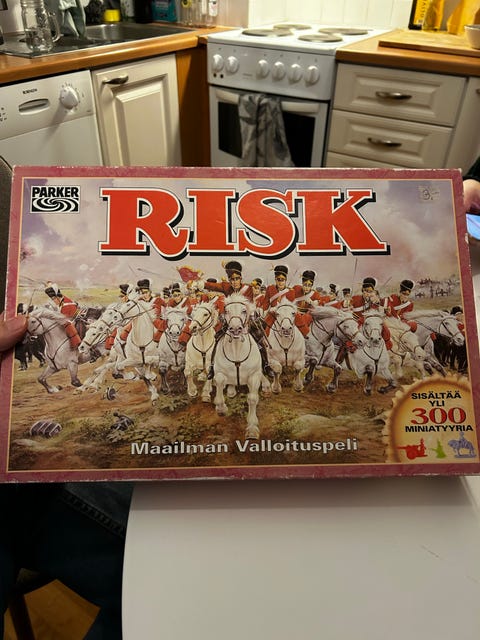 PARKER
RISK
SISÄLTÄÄ
YLI
300
MINIATYYRIA
Maailman Valloituspeli